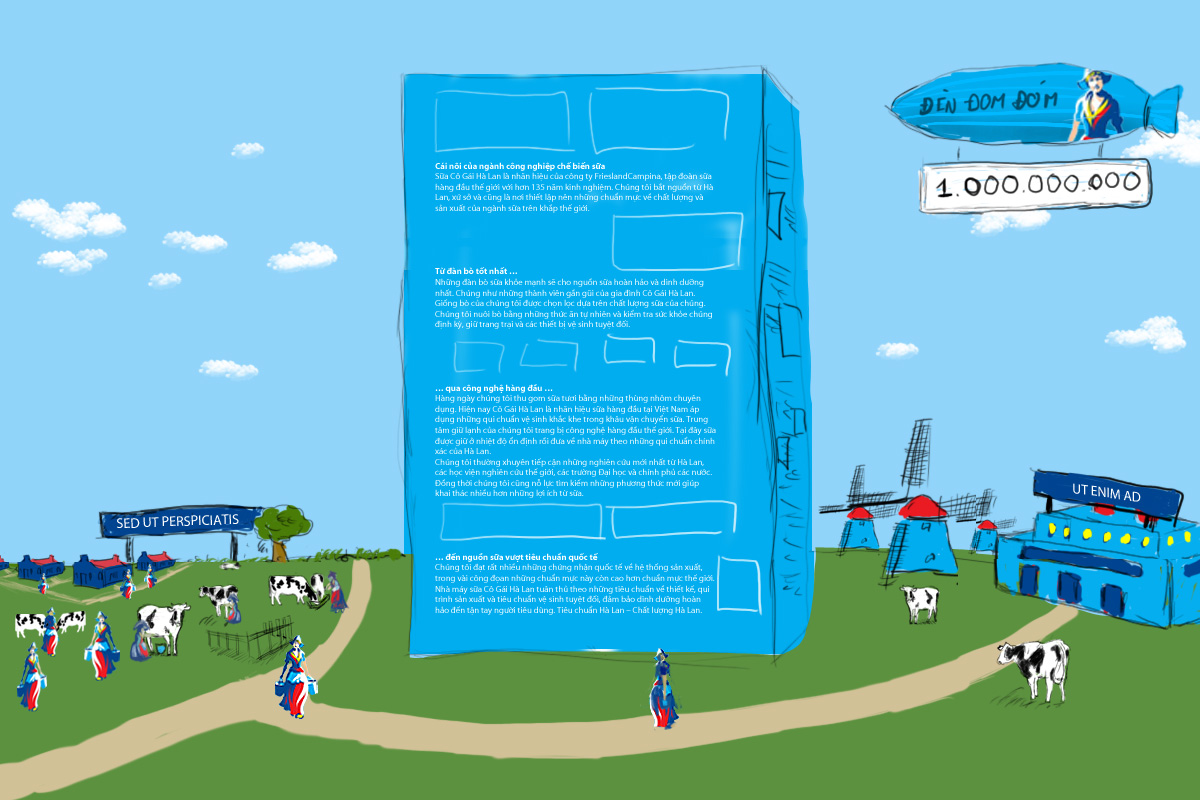 ĐÈN ĐOM ĐÓM
1.000.000.000
Cái nôi của ngành công nghiệp chế biến sữa
Sữa Cô Gái Hà Lan là nhãn hiệu của công ty FrieslandCampina, tập đoàn sữa
hàng đầu thế giới với hơn 135 năm kinh nghiệm. Chúng tôi bắt nguồn từ Hà
Lan, xứ sở và cũng là nơi thiết lập nên những chuẩn mực về chất lượng và
sản xuất của ngành sữa trên khắp thế giới.
Từ đàn bò tốt nhất ...
Những đàn bò sữa khỏe mạnh sẽ cho nguồn sữa hoàn hảo và dinh dưỡng
nhất. Chúng như những thành viên gần gũi của gia đình Cô Gái Hà Lan.
Giống bò của chúng tôi được chọn lọc dựa trên chất lượng sữa của chúng.
Chúng tôi nuôi bò bằng những thức ăn tự nhiên và kiểm tra sức khỏe chúng
định kỳ, giữ trang trại và các thiết bị vệ sinh tuyệt đối.
... qua công nghệ hàng đầu ...
Hàng ngày chúng tôi thu gom sữa tươi bằng những thùng nhôm chuyên
dụng. Hiện nay Cô Gái Hà Lan là nhãn hiệu sữa hàng đầu tại Việt Nam áp
dụng những qui chuẩn vệ sinh khắc khe trong khâu vận chuyển sữa. Trung
tâm giữ lạnh của chúng tôi trang bị công nghệ hàng đầu thế giới. Tại đây sữa
được giữ ở nhiệt độ ổn định rồi đưa về nhà máy theo những qui chuẩn chính
xác của Hà Lan.
Chúng tôi thường xhuyên tiếp cận những nghiên cứu mới nhất từ Hà Lan,
các học viện nghiên cứu thế giới, các trường Đại học và chính phủ các nước.
Đồng thời chúng tôi cũng nỗ lực tìm kiếm những phương thức mới giúp
khai thác nhiều hơn những lợi ích từ sữa.
... đến nguồn sữa vượt tiêu chuẩn quốc tế
Chúng tôi đạt rất nhiều những chứng nhận quốc tế về hệ thống sản xuất,
trong vài công đoạn những chuẩn mực này còn cao hơn chuẩn mực thế giới.
Nhà máy sữa Cô Gái Hà Lan tuân thủ theo những tiêu chuẩn về thiết kế, qui
trình sản xuất và tiêu chuẩn vệ sinh tuyệt đối, đảm bảo dinh dưỡng hoàn
hảo đến tận tay người tiêu dùng. Tiêu chuẩn Hà Lan – Chất lượng Hà Lan.
SED UT PERSPICIATIS
UT ENIM AD